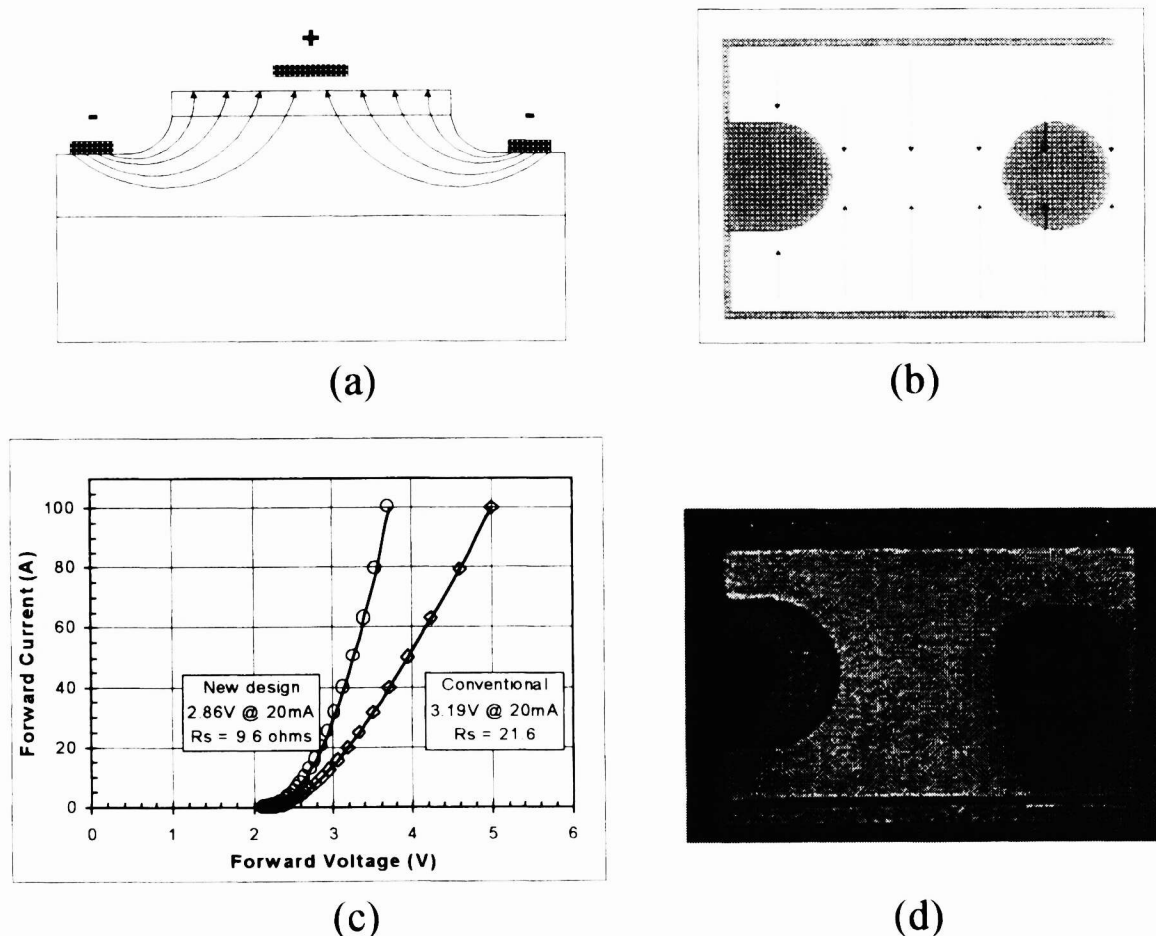 +
- -
(a)
(b)
Forward Current (A)
100
80
60
40
20
0
New design
2.86V @ 20mA
Rs = 9.6 ohms
Conventional
3.19V @ 20mA
Rs = 21.6
0 1 2 3 4 5 6
Forward Voltage (V)
(c)
(d)